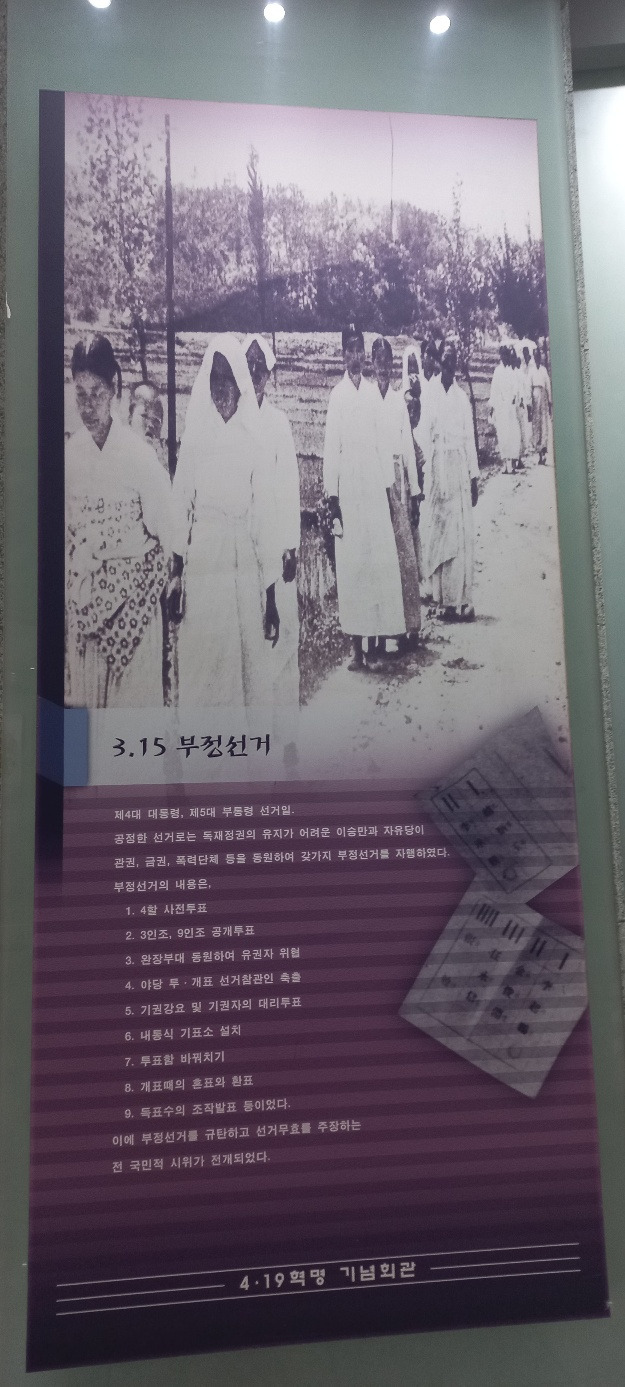 3.15 부정선거
제4대 대통령, 제5대 부통령 선거일.
공정한 선거로는 독재정권의 유지가 어려운 이승만과 자유당이
관권, 금권, 폭력단체 등을 동원하여 갖가지 부정선거를 자행하였다.
부정선거의 내용은,
1. 4할 사전투표
2. 3인조, 9인조 공개투표
3. 완장부대 동원하여 유권자 위협
4. 야당 투·개표 선거참관인 축출
5. 기권강요 및 기권자의 대리투표
6. 내통식 기표소 설치
7. 투표함 바꿔치기
8. 개표때의 혼표와 환표
9. 득표수의 조작발표 등이었다.
이에 부정선거를 규탄하고 선거무효를 주장하는
전 국민적 시위가 전개되었다.
4·19혁명 기념회관